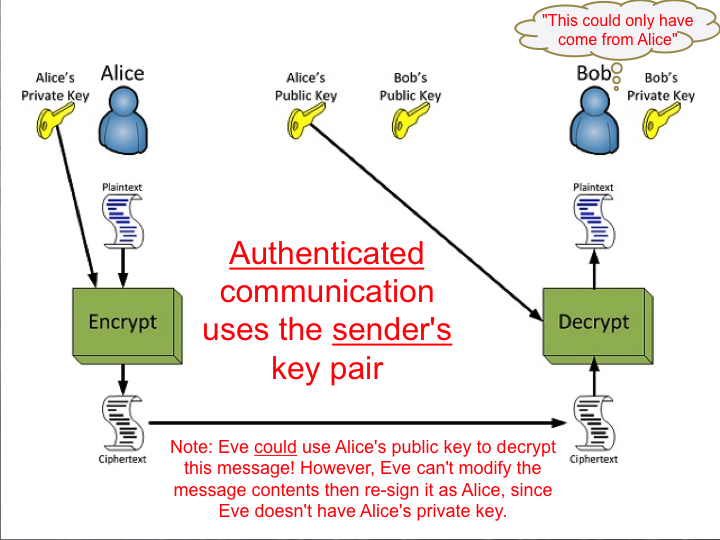 "This could only have
come from Alice"
Alice's
Private Key
Alice
Alice's
Public Key
Bob's
Public Key
Bob
Bob's
Private Key
Plaintext
Plaintext
Authenticated
communication
uses the sender's
key pair
Encrypt
Decrypt
Ciphertext
Ciphertext
Note: Eve could use Alice's public key to decrypt
this message! However, Eve can't modify the
message contents then re-sign it as Alice, since
Eve doesn't have Alice's private key.